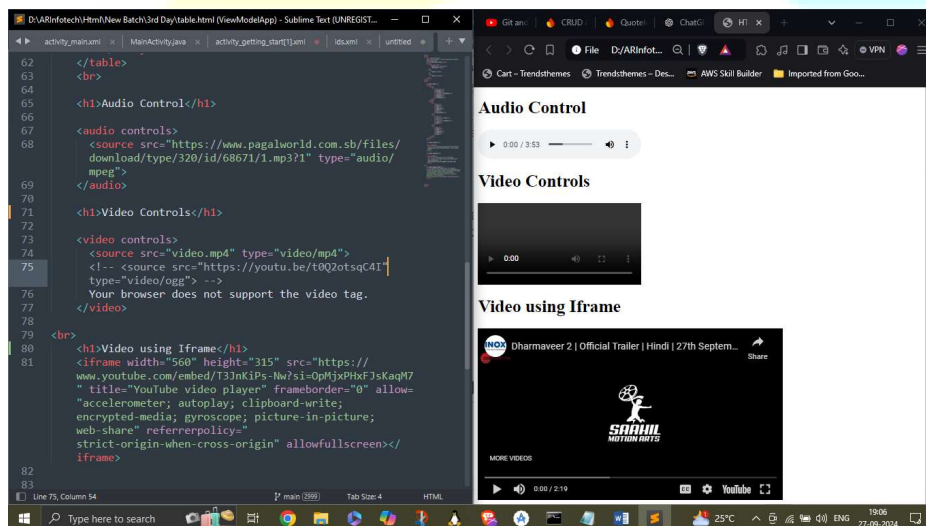 D:\ARInfotech\Html\New Batch\3rd Day\table.html (ViewModelApp) - Sublime Text (UNREGIST...
activity_main.xml
MainActivity.java
activity_getting_start[1].xml
ids.xml
untitled
62 </table>
63 <br>
64
65 <h1>Audio Control</h1>
66
67 <audio controls>
68 <source src="https://www.pagalworld.com.sb/files/
download/type/320/id/68671/1.mp3?1" type="audio/
mpeg">
69 </audio>
70
71 <h1>Video Controls</h1>
72
73 <video controls>
74 <source src="video.mp4" type="video/mp4">
75 <!-- <source src="https://youtu.be/t0Q2otsqC4I"
type="video/ogg"> -->
76 Your browser does not support the video tag.
77 </video>
78
79 <br>
80 <h1>Video using Iframe</h1>
81 <iframe width="560" height="315" src="https://
www.youtube.com/embed/T3JnKiPs-Nw?si=OpMjxPHxFJsKaqM7
" title="YouTube video player" frameborder="0" allow=
"accelerometer; autoplay; clipboard-write;
encrypted-media; gyroscope; picture-in-picture;
web-share" referrerpolicy="
strict-origin-when-cross-origin" allowfullscreen></
iframe>
82
83
Line 75, Column 54
main 2999
Tab Size: 4
HTML
Git and
CRUD
Quotel
ChatG
HT
File D:/ARInfot...
VPN
Cart – Trendsthemes
Trendsthemes – Des...
AWS Skill Builder
Imported from Goo...
Audio Control
0:00 / 3:53
Video Controls
0:00
Video using Iframe
INOX
Dharmaveer 2 | Official Trailer | Hindi | 27th Septem...
Share
SAAHIL
MOTION ARTS
MORE VIDEOS
0:00 / 2:19
CC
YouTube
Type here to search
25°C
ENG
19:06
27-09-2024